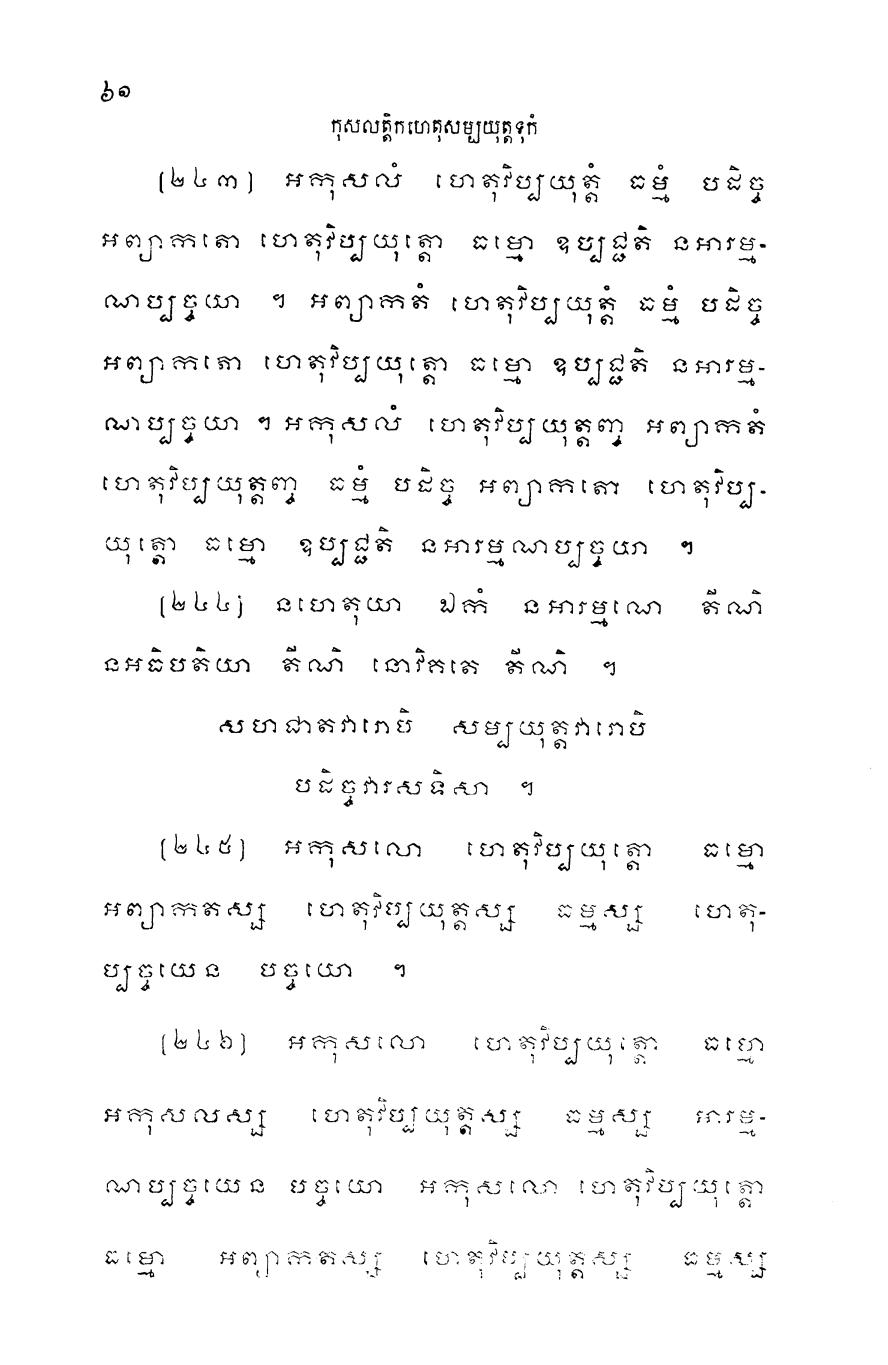 ៦១
កុសលត្តិកហេតុសម្បយុត្តទុកំ
(២៤៣) អកុសលំ ហេតុវិប្បយុត្តំ ធម្មំ បដិច្ច
អព្យាកតោ ហេតុវិប្បយុត្តោ ធម្មោ ឧប្បជ្ជតិ នអារម្ម-
ណប្បច្ចយា ។ អព្យាកតំ ហេតុវិប្បយុត្តំ ធម្មំ បដិច្ច
អព្យាកតោ ហេតុវិប្បយុត្តោ ធម្មោ ឧប្បជ្ជតិ នអារម្ម-
ណប្បច្ចយា ។ អកុសលំ ហេតុវិប្បយុត្តញ្ច អព្យាកតំ
ហេតុវិប្បយុត្តញ្ច ធម្មំ បដិច្ច អព្យាកតោ ហេតុវិប្ប-
យុត្តោ ធម្មោ ឧប្បជ្ជតិ នអារម្មណប្បច្ចយា ។
(២៤៤) នហេតុយា ឯកំ នអារម្មណេ តីណិ
នអធិបតិយា តីណិ នោវិគតេ តីណិ ។
សហជាតវារោបិ សម្បយុត្តវារោបិ
បដិច្ចវារសទិសា ។
(២៤៥) អកុសលោ ហេតុវិប្បយុត្តោ ធម្មោ
អព្យាកតស្ស ហេតុវិប្បយុត្តស្ស ធម្មស្ស ហេតុ-
ប្បច្ចយេន បច្ចយោ ។
(២៤៦) អកុសលោ ហេតុវិប្បយុត្តោ ធម្មោ
អកុសលស្ស ហេតុវិប្បយុត្តស្ស ធម្មស្ស អារម្ម-
ណប្បច្ចយេន បច្ចយោ អកុសលោ ហេតុវិប្បយុត្តោ
ធម្មោ អព្យាកតស្ស ហេតុវិប្បយុត្តស្ស ធម្មស្ស